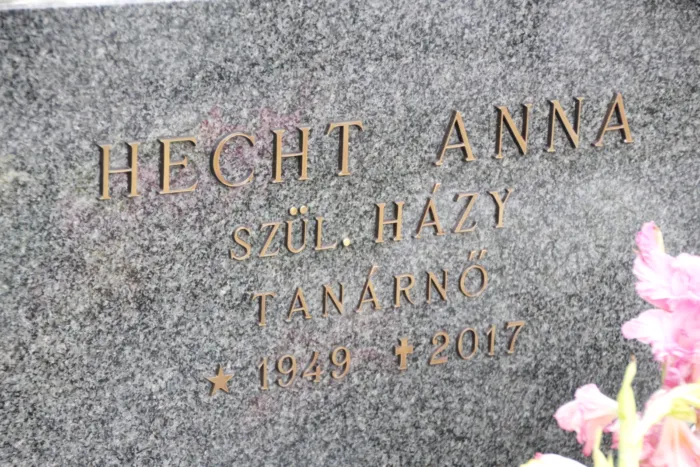 HECHT ANNA
SZÜL. HÁZY
TANÁRNŐ
★ 1949 ✝ 2017